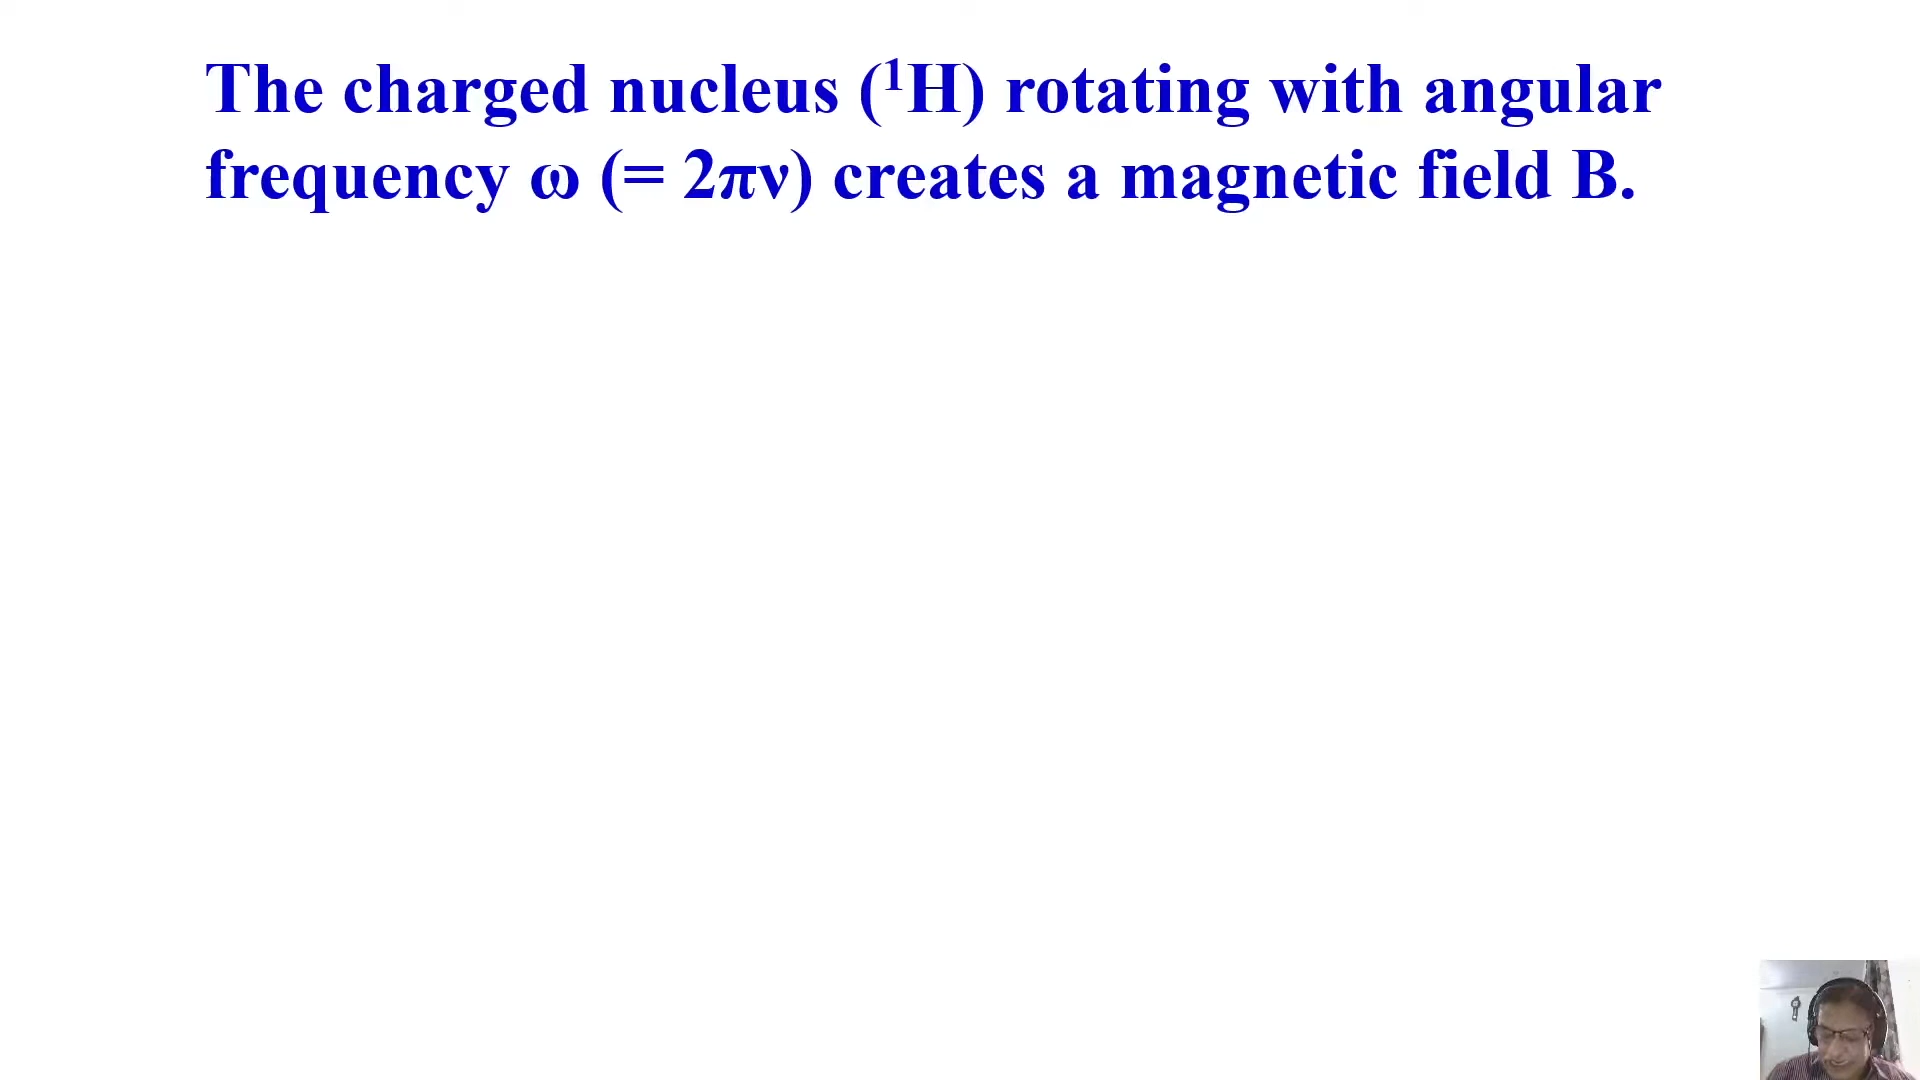 The charged nucleus (¹H) rotating with angular
frequency ω (= 2πν) creates a magnetic field B.